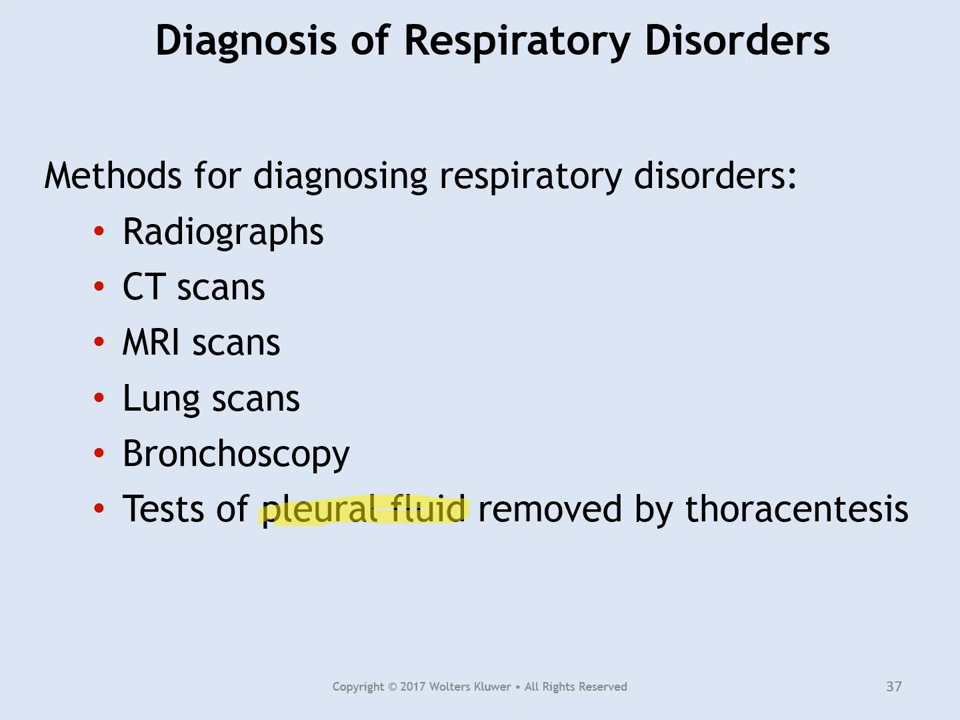 Diagnosis of Respiratory Disorders
Methods for diagnosing respiratory disorders:
• Radiographs
• CT scans
• MRI scans
• Lung scans
• Bronchoscopy
• Tests of pleural fluid removed by thoracentesis
Copyright © 2017 Wolters Kluwer • All Rights Reserved
37